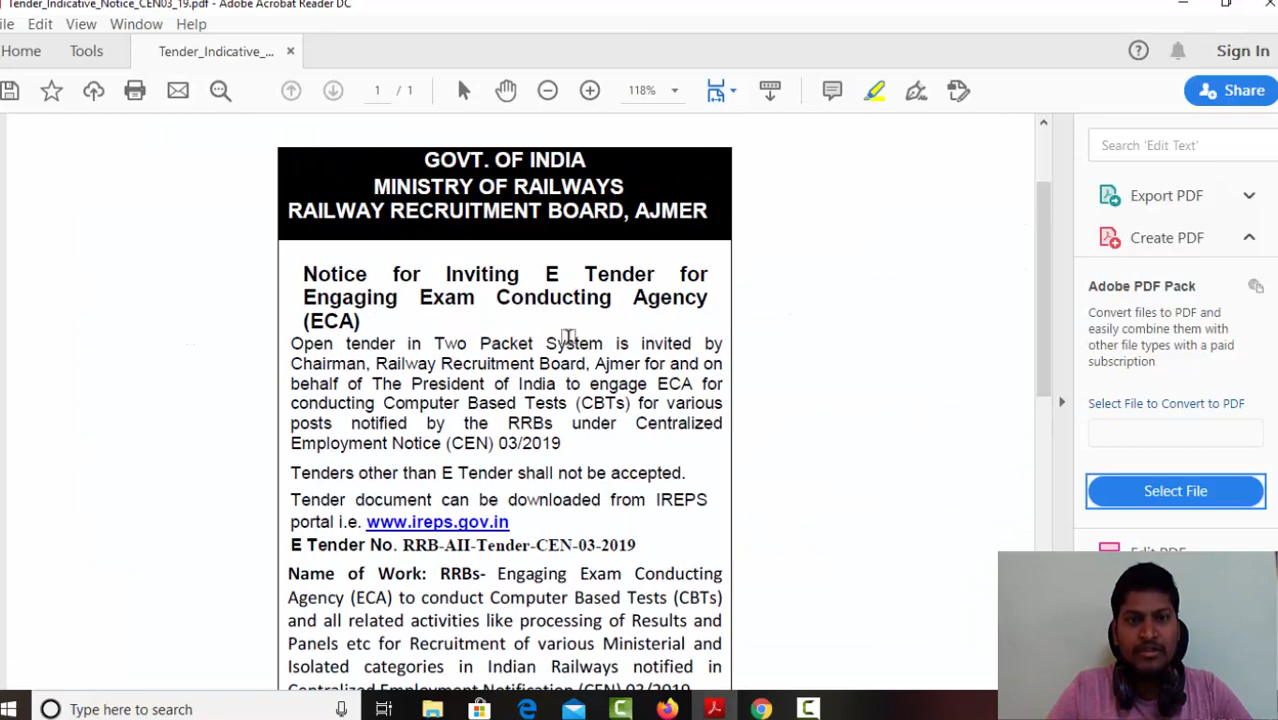 Tender_Indicative_Notice_CEN03_19.pdf - Adobe Acrobat Reader DC
Edit View Window Help
Home Tools Tender_Indicative_... × Sign In
1 / 1 118% Share
GOVT. OF INDIA
MINISTRY OF RAILWAYS
RAILWAY RECRUITMENT BOARD, AJMER
Notice for Inviting E Tender for
Engaging Exam Conducting Agency
(ECA)
Open tender in Two Packet System is invited by
Chairman, Railway Recruitment Board, Ajmer for and on
behalf of The President of India to engage ECA for
conducting Computer Based Tests (CBTs) for various
posts notified by the RRBs under Centralized
Employment Notice (CEN) 03/2019
Tenders other than E Tender shall not be accepted.
Tender document can be downloaded from IREPS
portal i.e. www.ireps.gov.in
E Tender No. RRB-AII-Tender-CEN-03-2019
Name of Work: RRBs- Engaging Exam Conducting
Agency (ECA) to conduct Computer Based Tests (CBTs)
and all related activities like processing of Results and
Panels etc for Recruitment of various Ministerial and
Isolated categories in Indian Railways notified in
Centralized Employment Notification (CEN) 03/2019
Search 'Edit Text'
Export PDF
Create PDF
Adobe PDF Pack
Convert files to PDF and
easily combine them with
other file types with a paid
subscription
Select File to Convert to PDF
Select File
Edit PDF
Type here to search